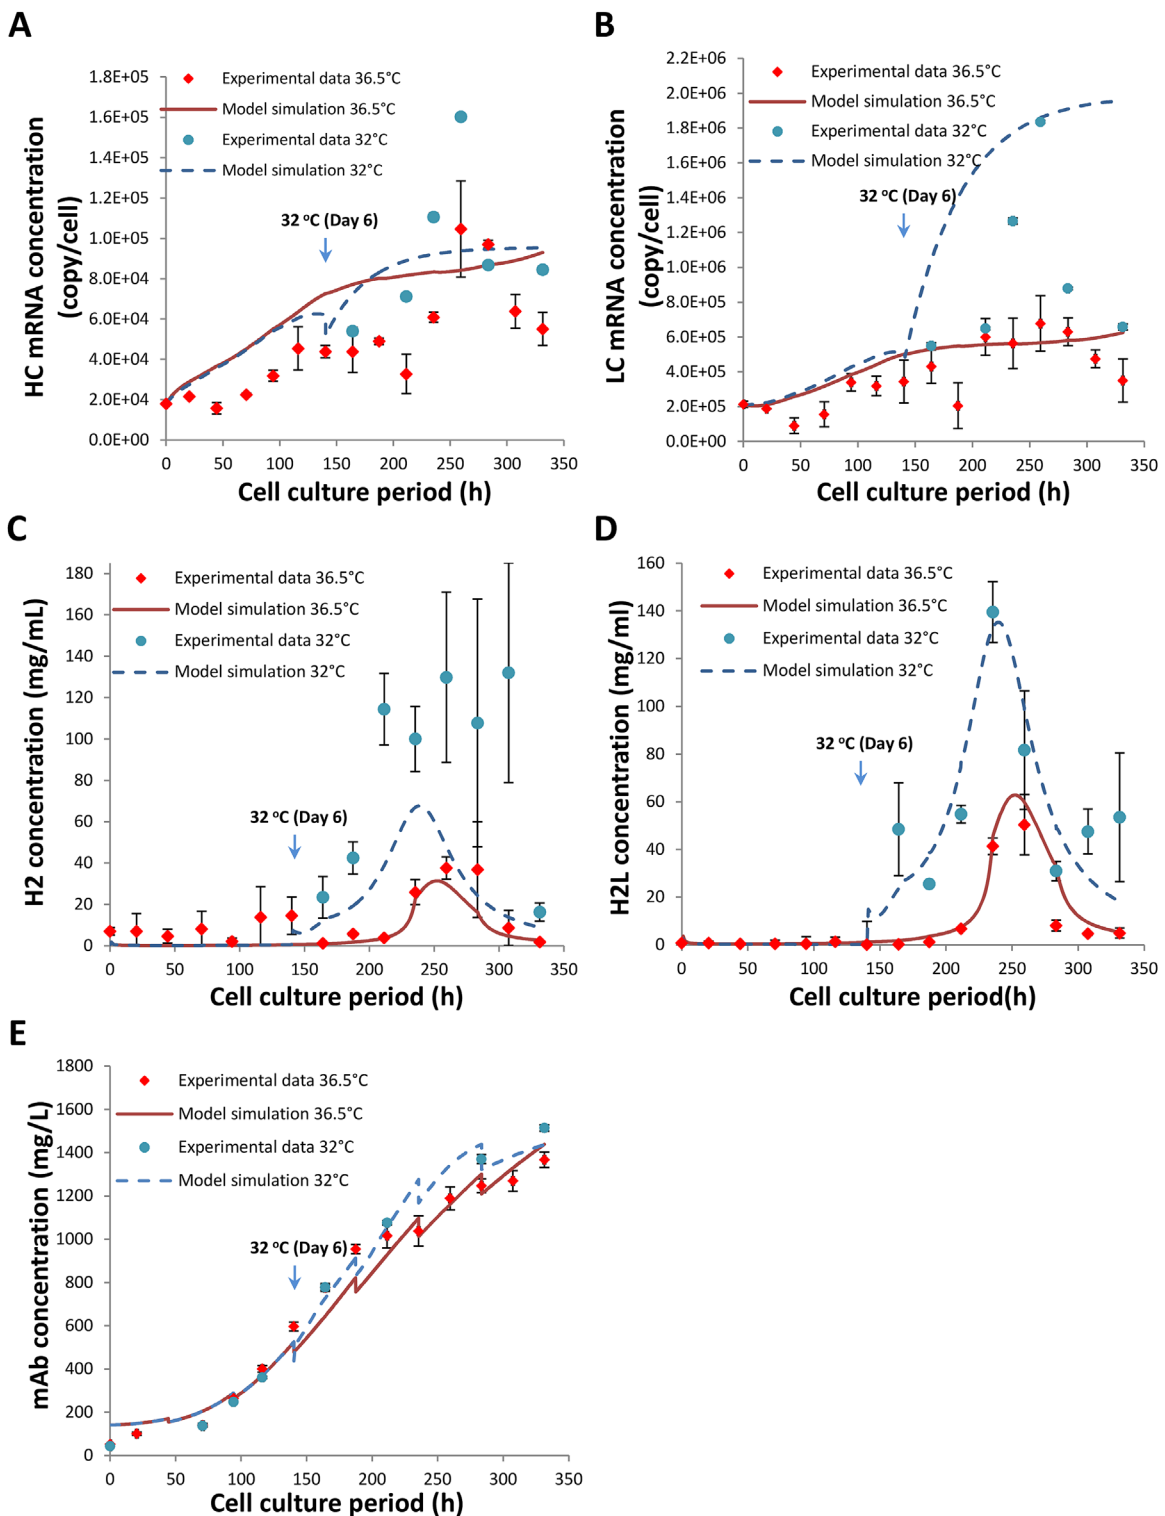 A
HC mRNA concentration
(copy/cell)
1.8E+05
1.6E+05
1.4E+05
1.2E+05
1.0E+05
8.0E+04
6.0E+04
4.0E+04
2.0E+04
0.0E+00
Experimental data 36.5°C
Model simulation 36.5°C
Experimental data 32°C
Model simulation 32°C
32 °C (Day 6)
0 50 100 150 200 250 300 350
Cell culture period (h)
B
LC mRNA concentration
(copy/cell)
2.2E+06
2.0E+06
1.8E+06
1.6E+06
1.4E+06
1.2E+06
1.0E+06
8.0E+05
6.0E+05
4.0E+05
2.0E+05
0.0E+00
Experimental data 36.5°C
Model simulation 36.5°C
Experimental data 32°C
Model simulation 32°C
32 °C (Day 6)
0 50 100 150 200 250 300 350
Cell culture period (h)
C
H2 concentration (mg/mL)
180
160
140
120
100
80
60
40
20
0
Experimental data 36.5°C
Model simulation 36.5°C
Experimental data 32°C
Model simulation 32°C
32 °C (Day 6)
0 50 100 150 200 250 300 350
Cell culture period (h)
D
H2L concentration (mg/ml)
160
140
120
100
80
60
40
20
0
Experimental data 36.5°C
Model simulation 36.5°C
Experimental data 32°C
Model simulation 32°C
32 °C (Day 6)
0 50 100 150 200 250 300 350
Cell culture period(h)
E
mAb concentration (mg/L)
1800
1600
1400
1200
1000
800
600
400
200
0
Experimental data 36.5°C
Model simulation 36.5°C
Experimental data 32°C
Model simulation 32°C
32 °C (Day 6)
0 50 100 150 200 250 300 350
Cell culture period (h)